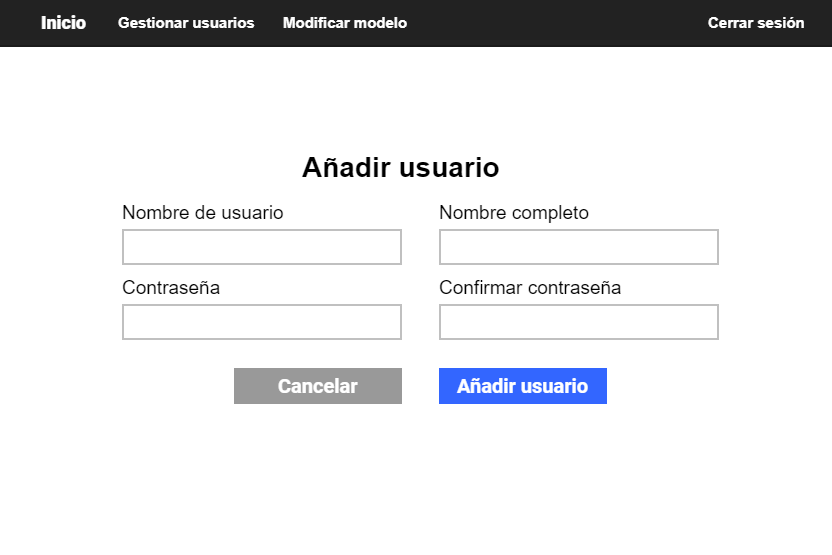 Inicio Gestionar usuarios Modificar modelo Cerrar sesión
Añadir usuario
Nombre de usuario Nombre completo
Contraseña Confirmar contraseña
Cancelar Añadir usuario